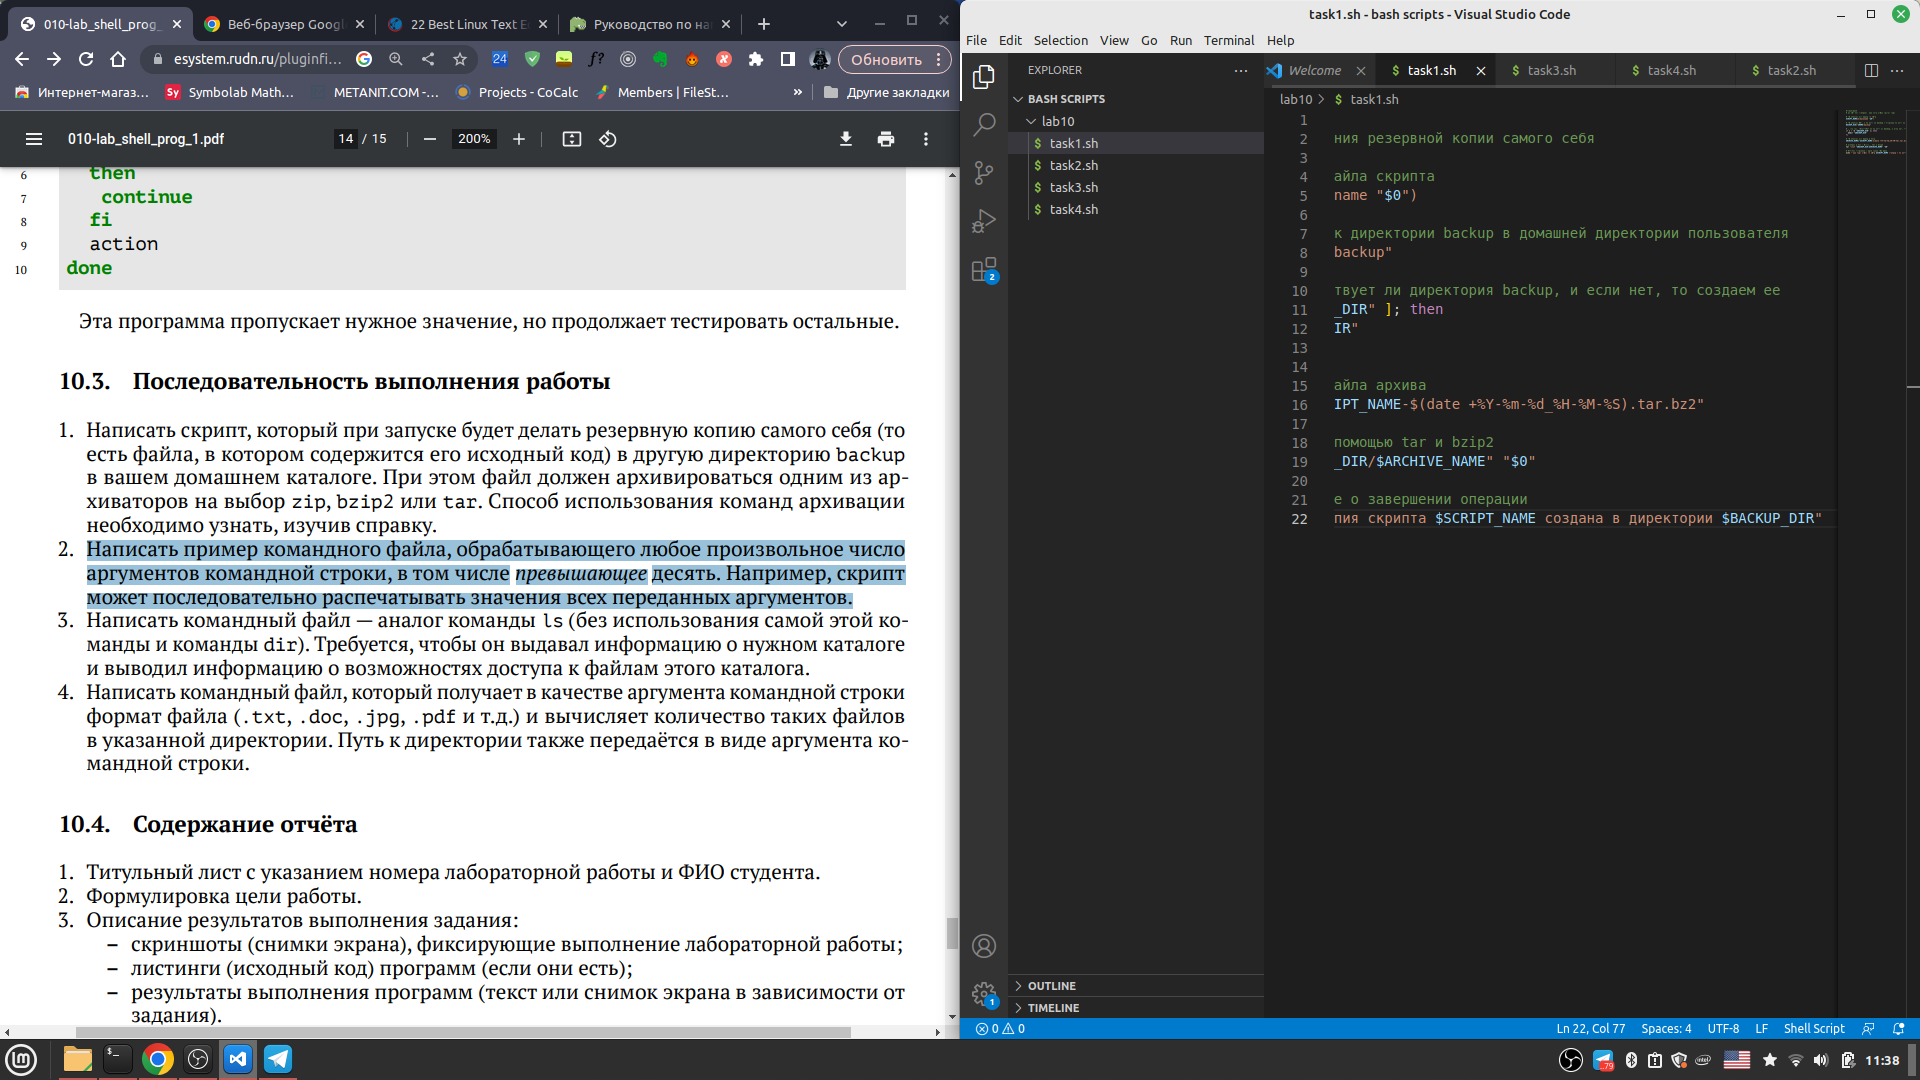 010-lab_shell_prog_
Веб-браузер Googl
22 Best Linux Text E
Руководство по на
esystem.rudn.ru/pluginfi...
24
f?
Обновить
Интернет-магаз...
Sy Symbolab Math...
METANIT.COM -...
Projects - CoCalc
Members | FileSt...
»
Другие закладки
010-lab_shell_prog_1.pdf
14 / 15
200%
6 then
7 continue
8 fi
9 action
10 done
Эта программа пропускает нужное значение, но продолжает тестировать остальные.
10.3. Последовательность выполнения работы
1. Написать скрипт, который при запуске будет делать резервную копию самого себя (то
есть файла, в котором содержится его исходный код) в другую директорию backup
в вашем домашнем каталоге. При этом файл должен архивироваться одним из ар-
хиваторов на выбор zip, bzip2 или tar. Способ использования команд архивации
необходимо узнать, изучив справку.
2. Написать пример командного файла, обрабатывающего любое произвольное число
аргументов командной строки, в том числе превышающее десять. Например, скрипт
может последовательно распечатывать значения всех переданных аргументов.
3. Написать командный файл — аналог команды ls (без использования самой этой ко-
манды и команды dir). Требуется, чтобы он выдавал информацию о нужном каталоге
и выводил информацию о возможностях доступа к файлам этого каталога.
4. Написать командный файл, который получает в качестве аргумента командной строки
формат файла (.txt, .doc, .jpg, .pdf и т.д.) и вычисляет количество таких файлов
в указанной директории. Путь к директории также передаётся в виде аргумента ко-
мандной строки.
10.4. Содержание отчёта
1. Титульный лист с указанием номера лабораторной работы и ФИО студента.
2. Формулировка цели работы.
3. Описание результатов выполнения задания:
– скриншоты (снимки экрана), фиксирующие выполнение лабораторной работы;
– листинги (исходный код) программ (если они есть);
– результаты выполнения программ (текст или снимок экрана в зависимости от
задания).
task1.sh - bash scripts - Visual Studio Code
File Edit Selection View Go Run Terminal Help
EXPLORER
BASH SCRIPTS
lab10
$ task1.sh
$ task2.sh
$ task3.sh
$ task4.sh
2
1
OUTLINE
TIMELINE
Welcome
$ task1.sh
$ task3.sh
$ task4.sh
$ task2.sh
lab10 > $ task1.sh
1
2 ния резервной копии самого себя
3
4 айла скрипта
5 name "$0")
6
7 к директории backup в домашней директории пользователя
8 backup"
9
10 твует ли директория backup, и если нет, то создаем ее
11 _DIR" ]; then
12 IR"
13
14
15 айла архива
16 IPT_NAME-$(date +%Y-%m-%d_%H-%M-%S).tar.bz2"
17
18 помощью tar и bzip2
19 _DIR/$ARCHIVE_NAME" "$0"
20
21 е о завершении операции
22 пия скрипта $SCRIPT_NAME создана в директории $BACKUP_DIR"
0 0
Ln 22, Col 77
Spaces: 4
UTF-8
LF
Shell Script
79
intel
11:38